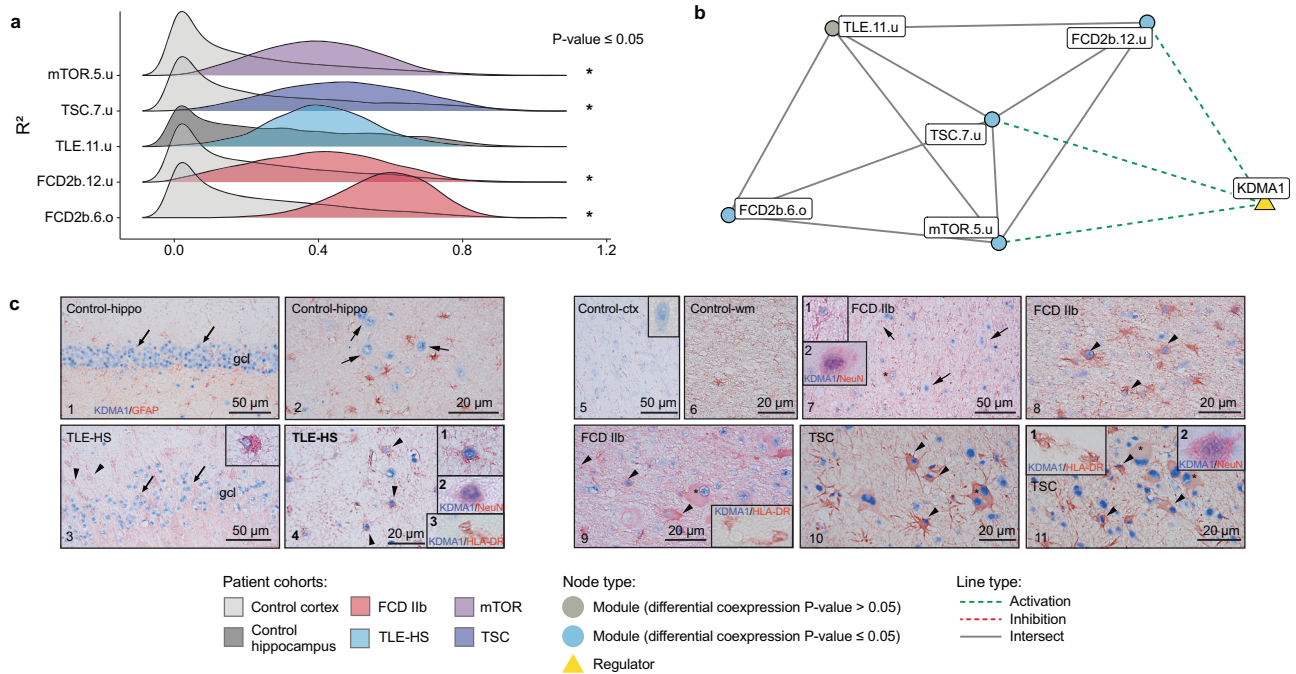 a
P-value ≤ 0.05
mTOR.5.u
*
TSC.7.u
*
R²
TLE.11.u
FCD2b.12.u
*
FCD2b.6.o
*
0.0 0.4 0.8 1.2
b
TLE.11.u
FCD2b.12.u
TSC.7.u
KDMA1
FCD2b.6.o
mTOR.5.u
c
Control-hippo
gcl
1
KDMA1/GFAP
50 µm
Control-hippo
2
20 µm
TLE-HS
gcl
3
50 µm
TLE-HS
1
2
KDMA1/NeuN
3
KDMA1/HLA-DR
4
20 µm
Control-ctx
5
50 µm
Control-wm
6
20 µm
1
FCD IIb
2
KDMA1/NeuN
*
7
50 µm
FCD IIb
8
20 µm
FCD IIb
*
KDMA1/HLA-DR
9
20 µm
TSC
10
20 µm
1
KDMA1/HLA-DR
2
KDMA1/NeuN
*
*
TSC
11
20 µm
Patient cohorts:
Control cortex
FCD IIb
mTOR
Control
hippocampus
TLE-HS
TSC
Node type:
Module (differential coexpression P-value > 0.05)
Module (differential coexpression P-value ≤ 0.05)
Regulator
Line type:
Activation
Inhibition
Intersect